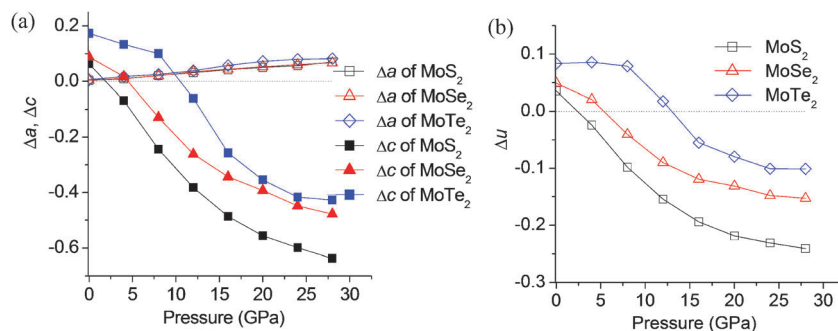 (a)
0.2
0.0
-0.2
-0.4
-0.6
Δa, Δc
0 5 10 15 20 25 30
Pressure (GPa)
Δa of MoS₂
Δa of MoSe₂
Δa of MoTe₂
Δc of MoS₂
Δc of MoSe₂
Δc of MoTe₂
(b)
0.1
0.0
-0.1
-0.2
-0.3
Δu
0 5 10 15 20 25 30
Pressure (GPa)
MoS₂
MoSe₂
MoTe₂